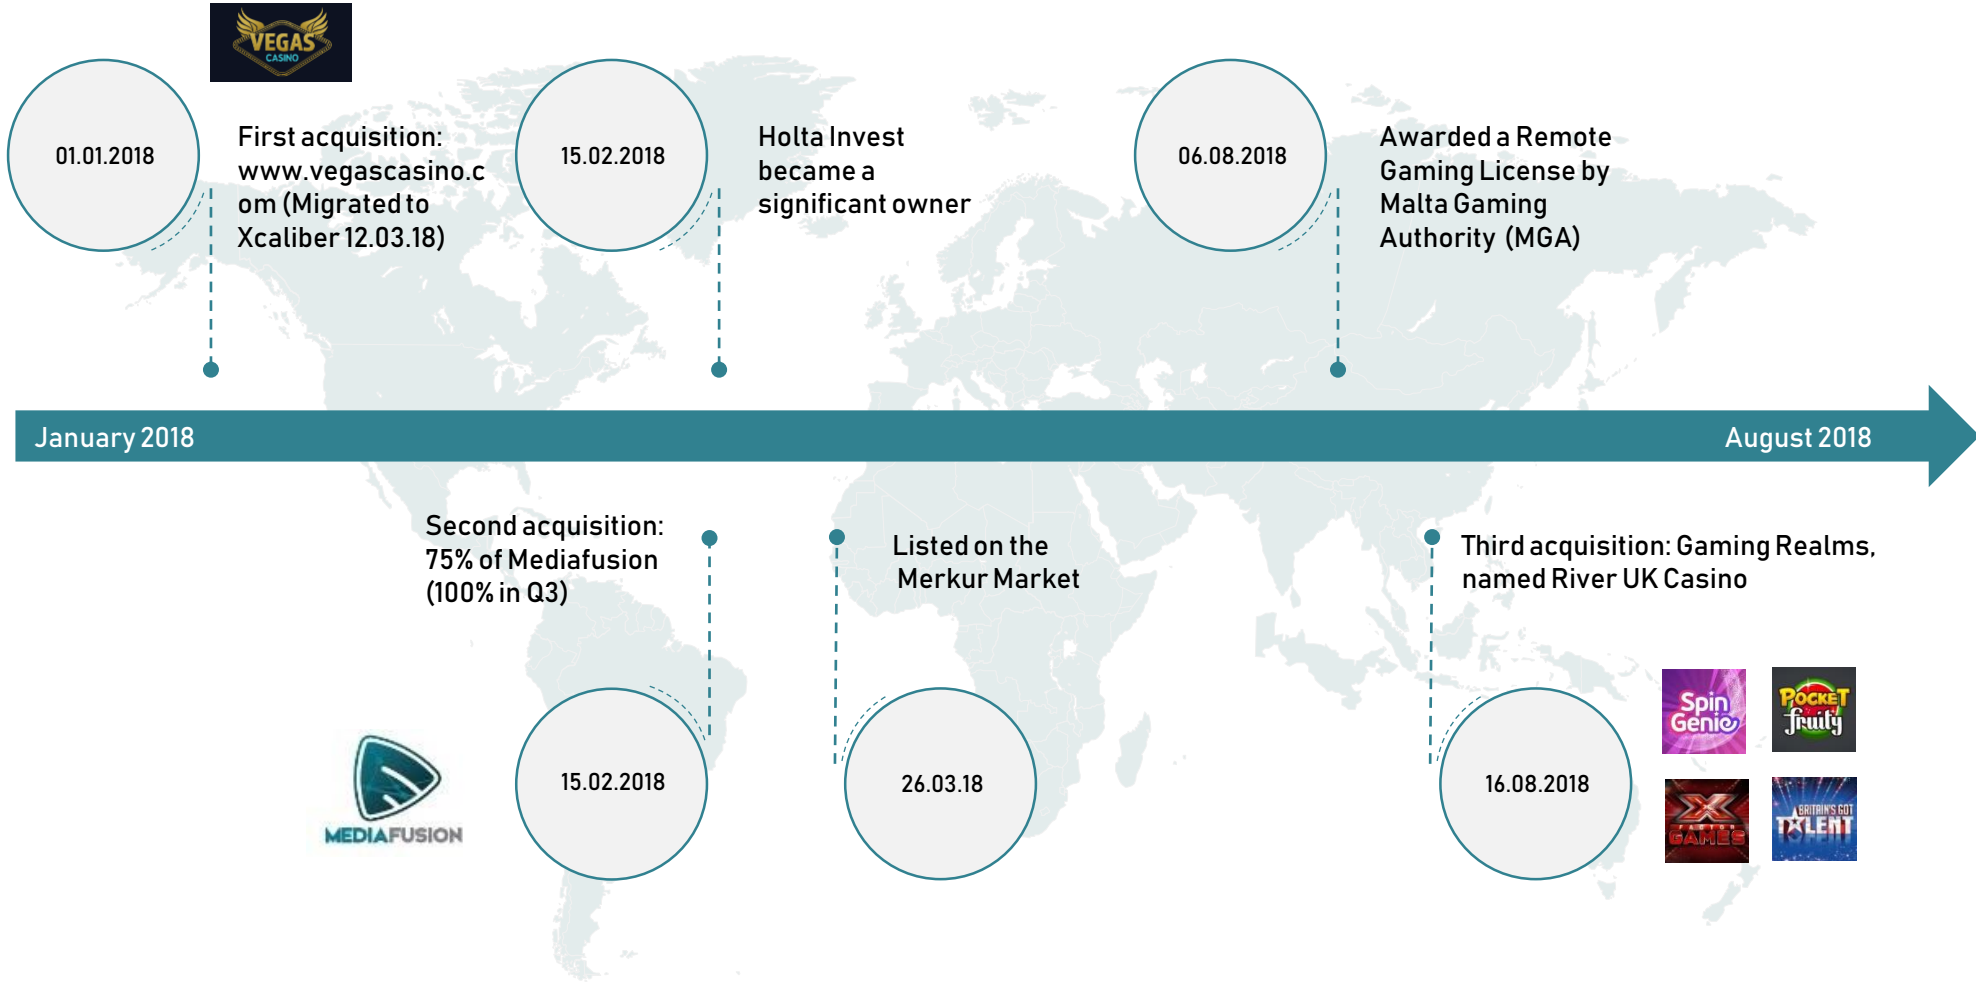 VEGAS
CASINO
01.01.2018
First acquisition:
www.vegascasino.c
om (Migrated to
Xcaliber 12.03.18)
15.02.2018
Holta Invest
became a
significant owner
06.08.2018
Awarded a Remote
Gaming License by
Malta Gaming
Authority (MGA)
January 2018
August 2018
Second acquisition:
75% of Mediafusion
(100% in Q3)
MEDIAFUSION
15.02.2018
Listed on the
Merkur Market
26.03.18
Third acquisition: Gaming Realms,
named River UK Casino
16.08.2018
Spin
Genie
POCKET
fruity
X
FACTOR
GAMES
BRITAIN'S GOT
TALENT